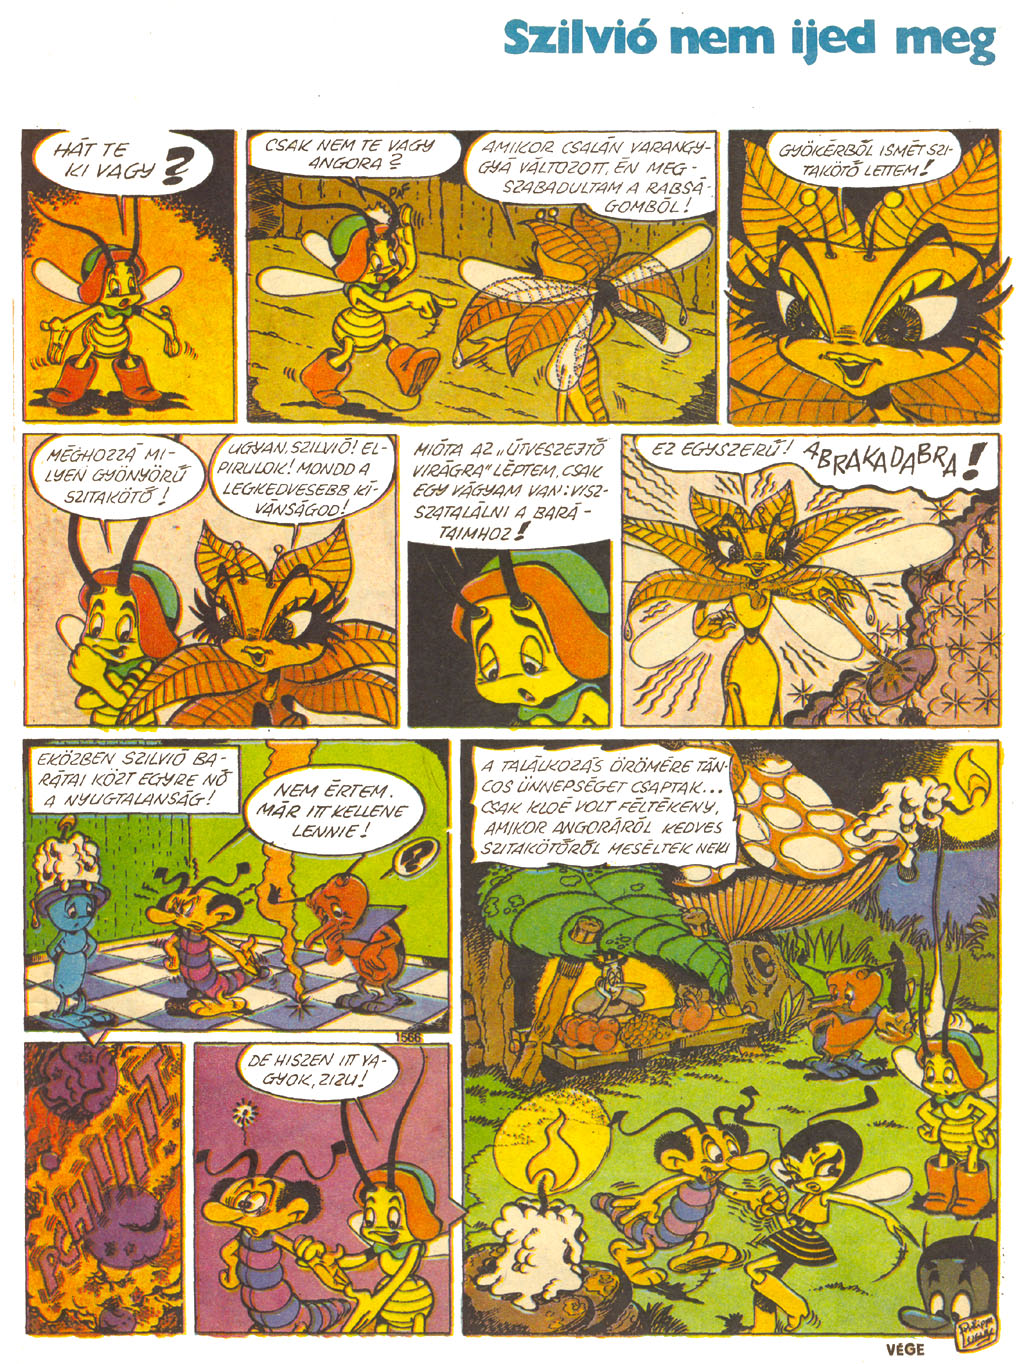 Szilvió nem ijed meg
HÁT TE
KI VAGY?
CSAK NEM TE VAGY
ANGORA?
PFF
AMIKOR CSALÁN VARANGY-
GYÁ VÁLTOZOTT, ÉN MEG-
SZABADULTAM A RABSÁ-
GOMBÓL!
GYÖKÉRBŐL ISMÉT SZI-
TAKÖTŐ LETTEM!
MÉGHOZZÁ MI-
LYEN GYÖNYÖRŰ
SZITAKÖTŐ!
UGYAN, SZILVIÓ! EL-
PIRULOK! MONDD A
LEGKEDVESEBB KÍ-
VÁNSÁGOD!
MIÓTA AZ „ÚTVESZEJTŐ
VIRÁGRA" LÉPTEM, CSAK
EGY VÁGYAM VAN: VISZ-
SZATALÁLNI A BARÁ-
TAIMHOZ!
EZ EGYSZERŰ! ABRAKADABRA!
EKÖZBEN SZILVIÓ BA-
RÁTAI KÖZT EGYRE NŐ
A NYUGTALANSÁG!
NEM ÉRTEM.
MÁR ITT KELLENE
LENNIE!
?
1566
PCHIIIT
DE HISZEN ITT VA-
GYOK, ZIZU!
A TALÁLKOZÁS ÖRÖMÉRE TÁN-
COS ÜNNEPSÉGET CSAPTAK...
CSAK KLOÉ VOLT FÉLTÉKENY,
AMIKOR ANGORÁRÓL KEDVES
SZITAKÖTŐRŐL MESÉLTEK NEKI
VÉGE